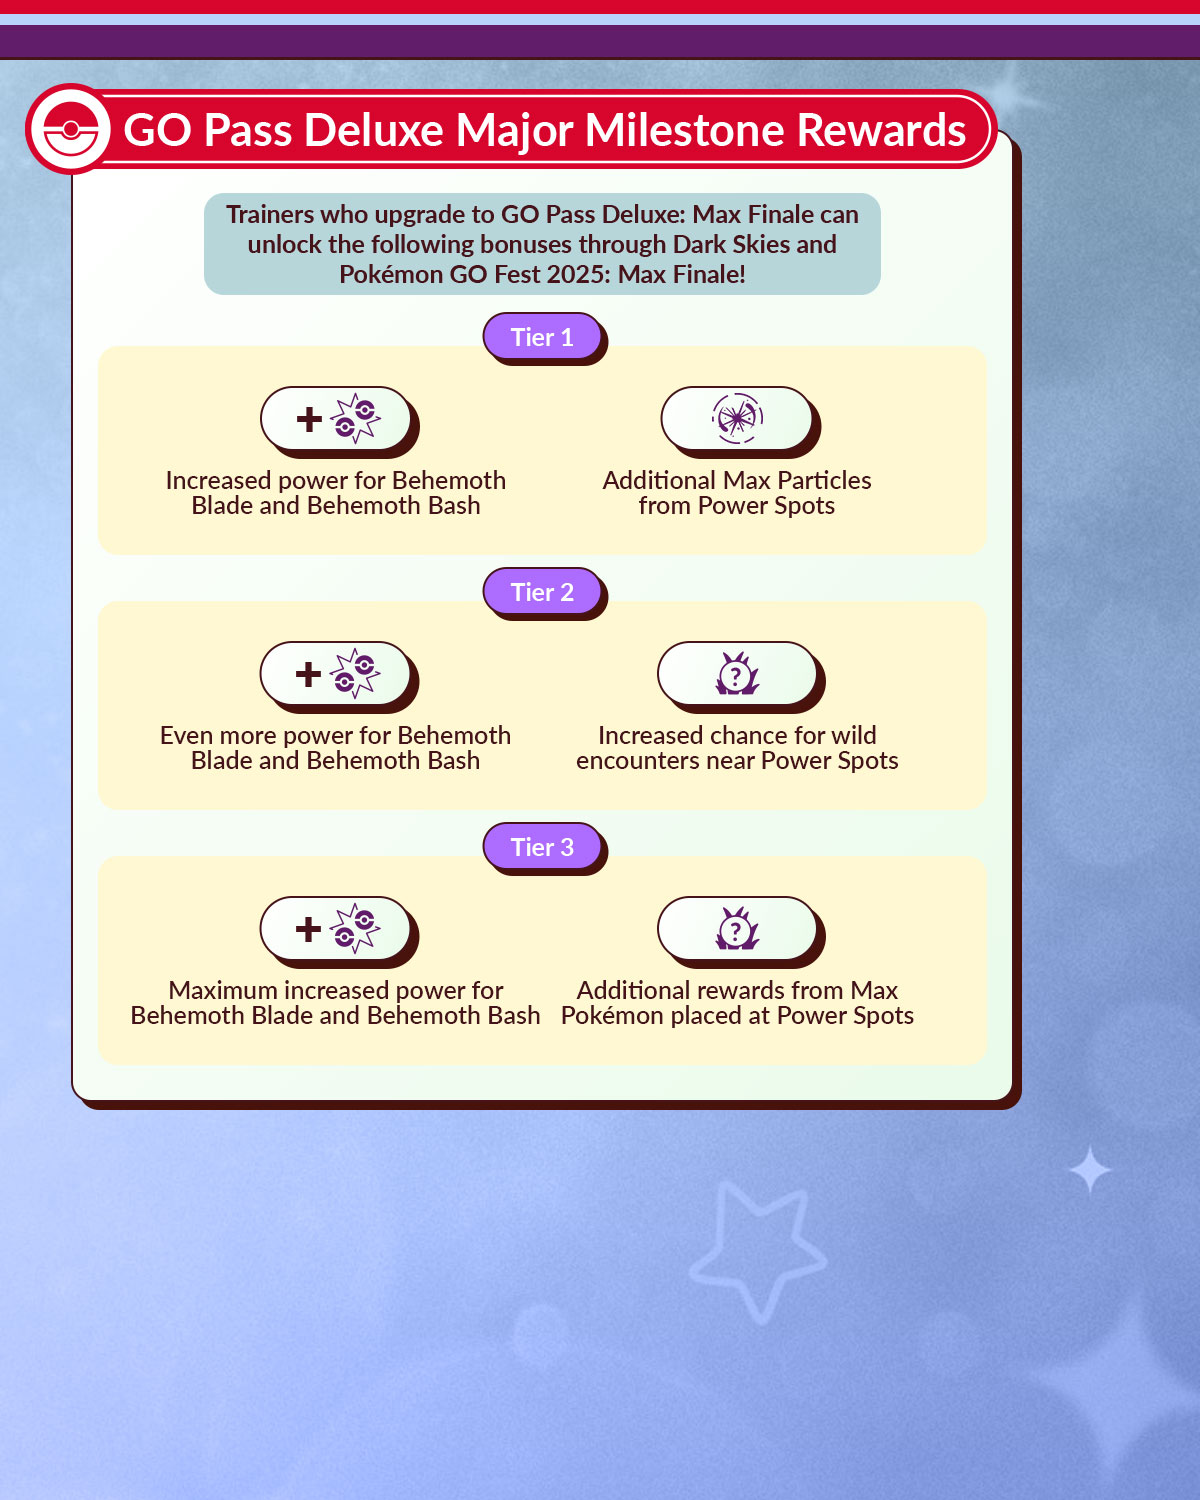 GO Pass Deluxe Major Milestone Rewards
Trainers who upgrade to GO Pass Deluxe: Max Finale can
unlock the following bonuses through Dark Skies and
Pokémon GO Fest 2025: Max Finale!
Tier 1
Increased power for Behemoth
Blade and Behemoth Bash
Additional Max Particles
from Power Spots
Tier 2
Even more power for Behemoth
Blade and Behemoth Bash
Increased chance for wild
encounters near Power Spots
Tier 3
Maximum increased power for
Behemoth Blade and Behemoth Bash
Additional rewards from Max
Pokémon placed at Power Spots